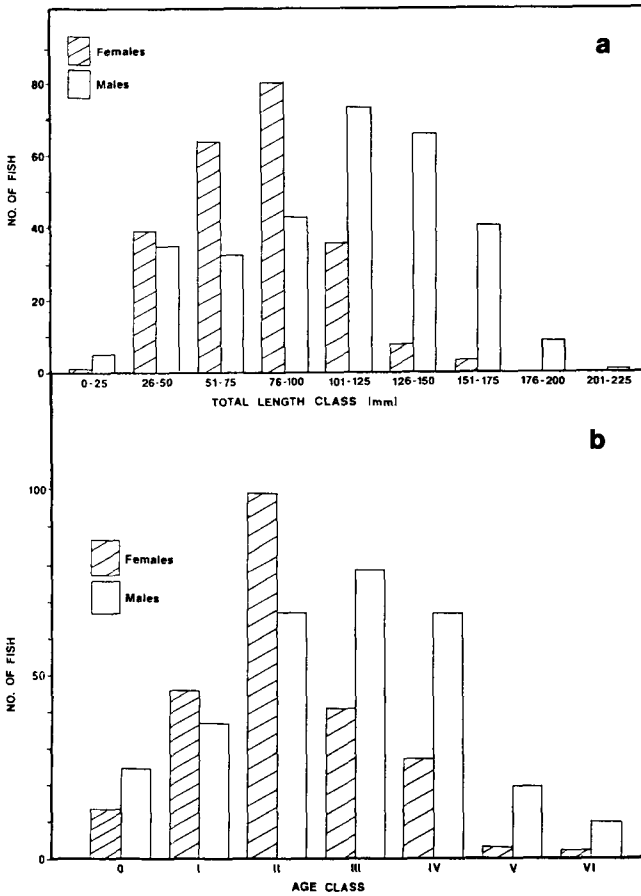 a
Females
Males
80
60
40
20
0
NO. OF FISH
0-25 26-50 51-75 76-100 101-125 126-150 151-175 176-200 201-225
TOTAL LENGTH CLASS [mm]
b
100
Females
Males
50
0
NO. OF FISH
0 I II III IV V VI
AGE CLASS